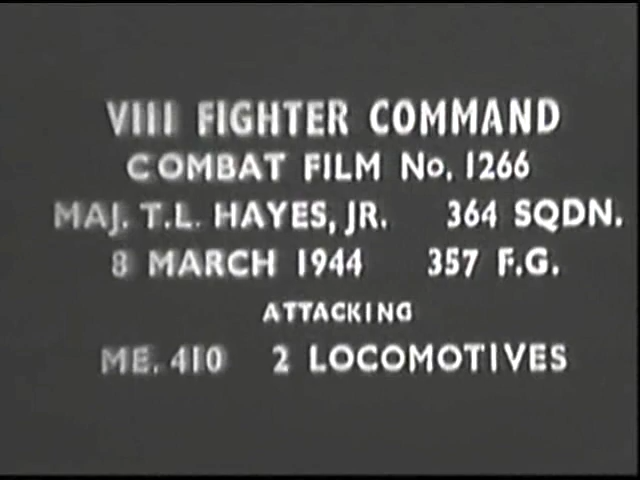 VIII FIGHTER COMMAND
COMBAT FILM No. 1266
MAJ. T.L. HAYES, JR. 364 SQDN.
8 MARCH 1944 357 F.G.
ATTACKING
ME. 410 2 LOCOMOTIVES